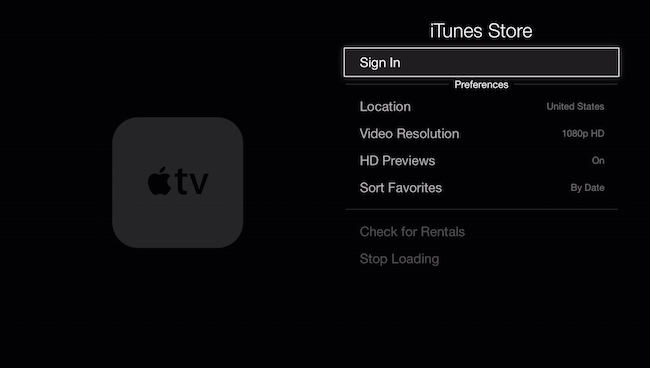 iTunes Store
Sign In
Preferences
Location United States
Video Resolution 1080p HD
HD Previews On
Sort Favorites By Date
Check for Rentals
Stop Loading
tv